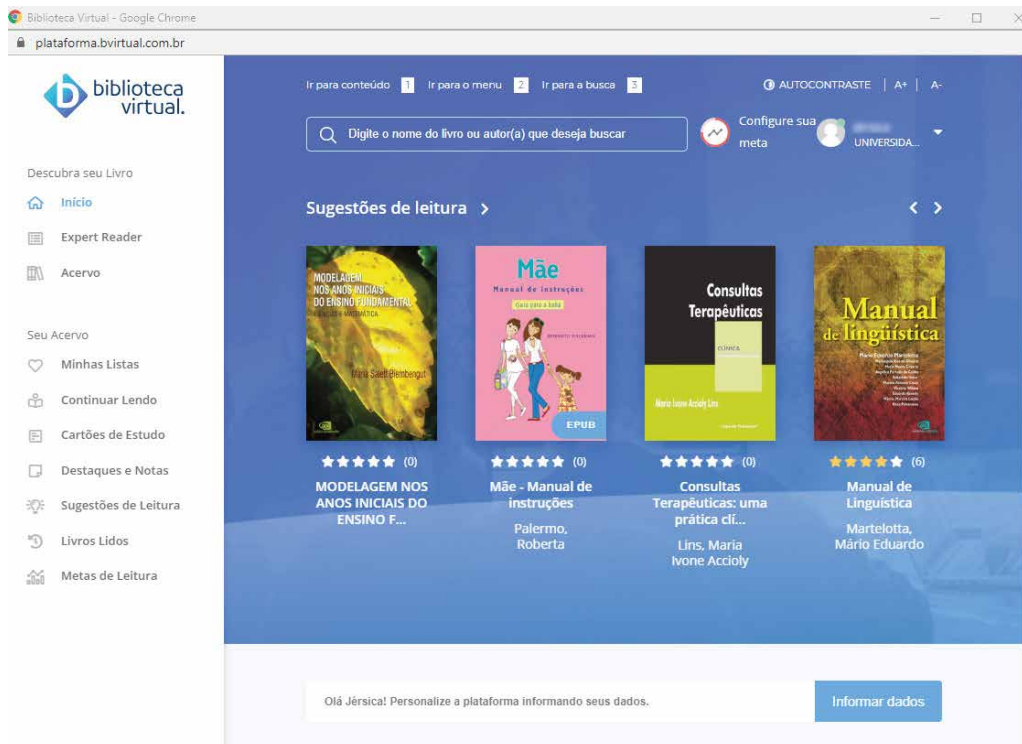 Biblioteca Virtual - Google Chrome
plataforma.bvirtual.com.br
biblioteca
virtual.
Descubra seu Livro
Início
Expert Reader
Acervo
Seu Acervo
Minhas Listas
Continuar Lendo
Cartões de Estudo
Destaques e Notas
Sugestões de Leitura
Livros Lidos
Metas de Leitura
Ir para conteúdo 1 Ir para o menu 2 Ir para a busca 3
AUTOCONTRASTE | A+ | A-
Digite o nome do livro ou autor(a) que deseja buscar
Configure sua
meta
UNIVERSIDA...
Sugestões de leitura
MODELAGEM
NOS ANOS INICIAIS
DO ENSINO FUNDAMENTAL
Maria Salett Biembengut
Mãe
Manual de instruções
EPUB
Consultas
Terapêuticas
CLÍNICA
Maria Ivone Accioly Lins
Manual
de lingüística
(0)
MODELAGEM NOS
ANOS INICIAIS DO
ENSINO F...
(0)
Mãe - Manual de
instruções
Palermo,
Roberta
(0)
Consultas
Terapêuticas: uma
prática clí...
Lins, Maria
Ivone Accioly
(6)
Manual de
Linguística
Martelotta,
Mário Eduardo
Olá Jérsica! Personalize a plataforma informando seus dados.
Informar dados